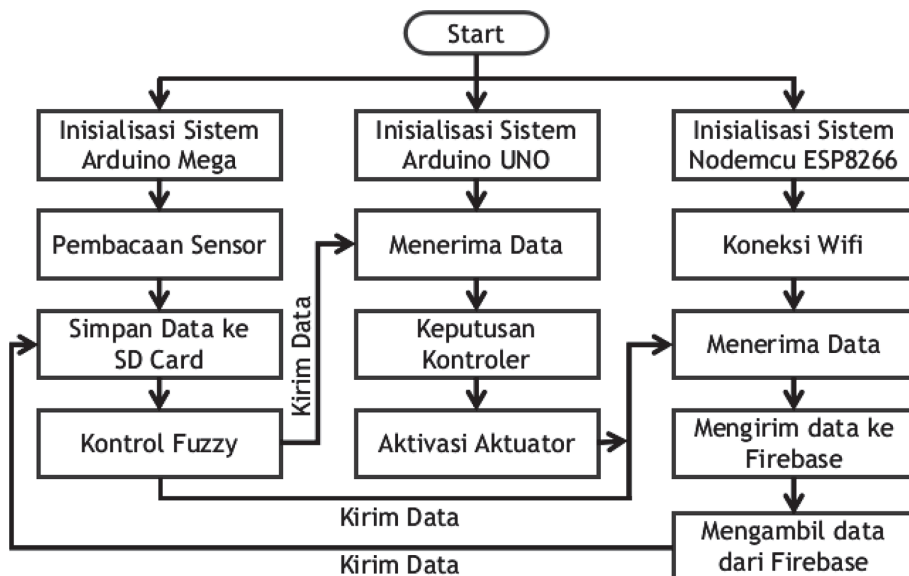 Start
Inisialisasi Sistem
Arduino Mega
Inisialisasi Sistem
Arduino UNO
Inisialisasi Sistem
Nodemcu ESP8266
Pembacaan Sensor
Menerima Data
Koneksi Wifi
Simpan Data ke
SD Card
Kirim Data
Keputusan
Kontroler
Menerima Data
Kontrol Fuzzy
Aktivasi Aktuator
Mengirim data ke
Firebase
Kirim Data
Mengambil data
dari Firebase
Kirim Data